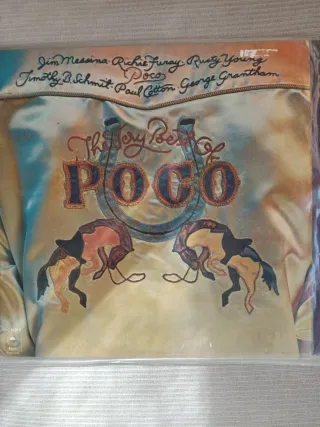 Jim Messina · Richie Furay · Rusty Young
Poco
Timothy B. Schmit · Paul Cotton · George Grantham
The Very Best Of
POCO